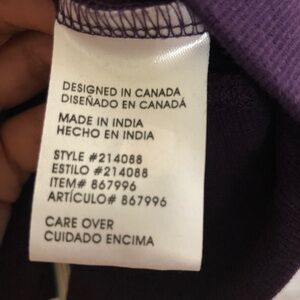 DESIGNED IN CANADA
DISEÑADO EN CANADÁ
MADE IN INDIA
HECHO EN INDIA
STYLE #214088
ESTILO #214088
ITEM# 867996
ARTÍCULO# 867996
CARE OVER
CUIDADO ENCIMA